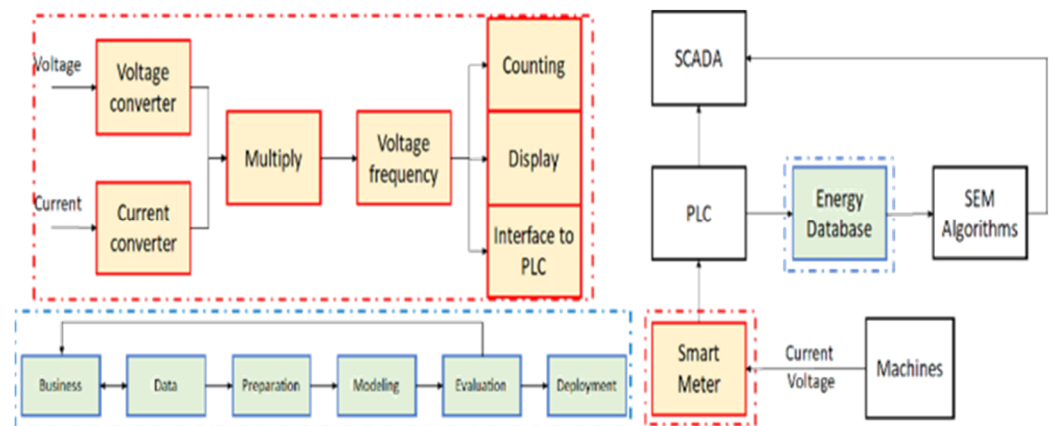 Voltage
Voltage
converter
Current
Current
converter
Multiply
Voltage
frequency
Counting
Display
Interface to
PLC
Business
Data
Preparation
Modeling
Evaluation
Deployment
SCADA
PLC
Energy
Database
SEM
Algorithms
Smart
Meter
Current
Voltage
Machines